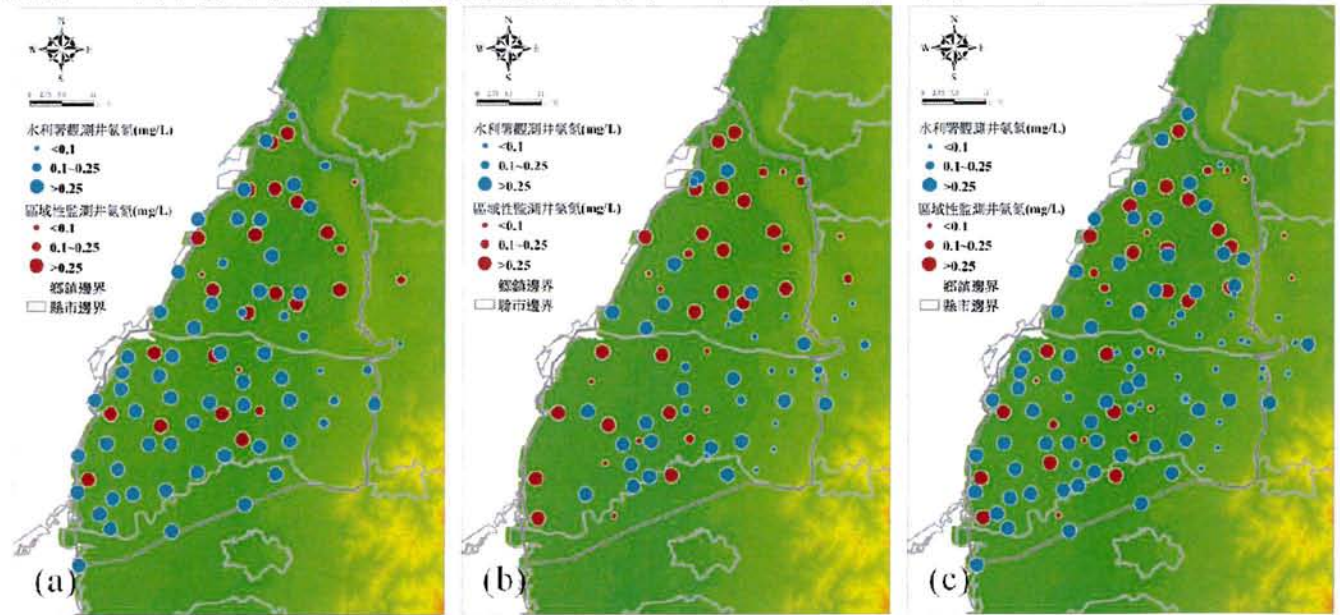 N
W E
S
水利署觀測井氨氮(mg/L)
<0.1
0.1~0.25
>0.25
區域性監測井氨氮(mg/L)
<0.1
0.1~0.25
>0.25
鄉鎮邊界
縣市邊界
(a)
N
W E
S
水利署觀測井氨氮(mg/L)
<0.1
0.1~0.25
>0.25
區域性監測井氨氮(mg/L)
<0.1
0.1~0.25
>0.25
鄉鎮邊界
縣市邊界
(b)
N
W E
S
水利署觀測井氨氮(mg/L)
<0.1
0.1~0.25
>0.25
區域性監測井氨氮(mg/L)
<0.1
0.1~0.25
>0.25
鄉鎮邊界
縣市邊界
(c)